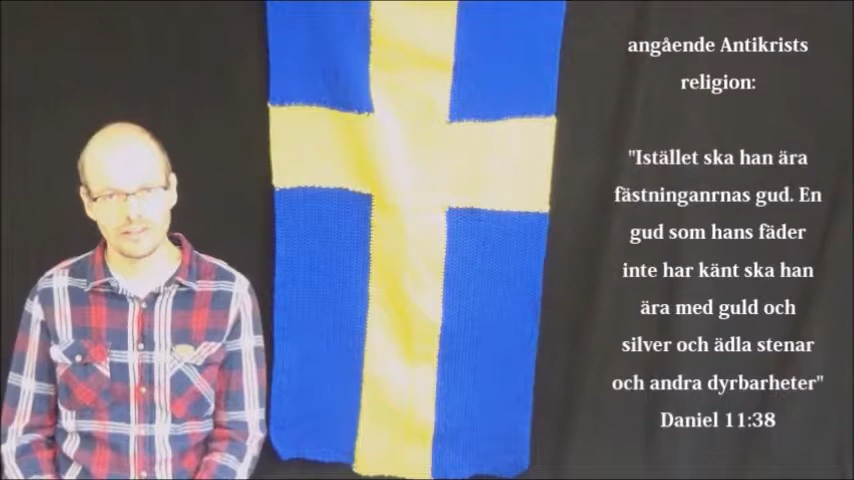 angående Antikrists
religion:
"Istället ska han ära
fästninganrnas gud. En
gud som hans fäder
inte har känt ska han
ära med guld och
silver och ädla stenar
och andra dyrbarheter"
Daniel 11:38